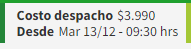 Costo despacho $3.990
Desde Mar 13/12 - 09:30 hrs